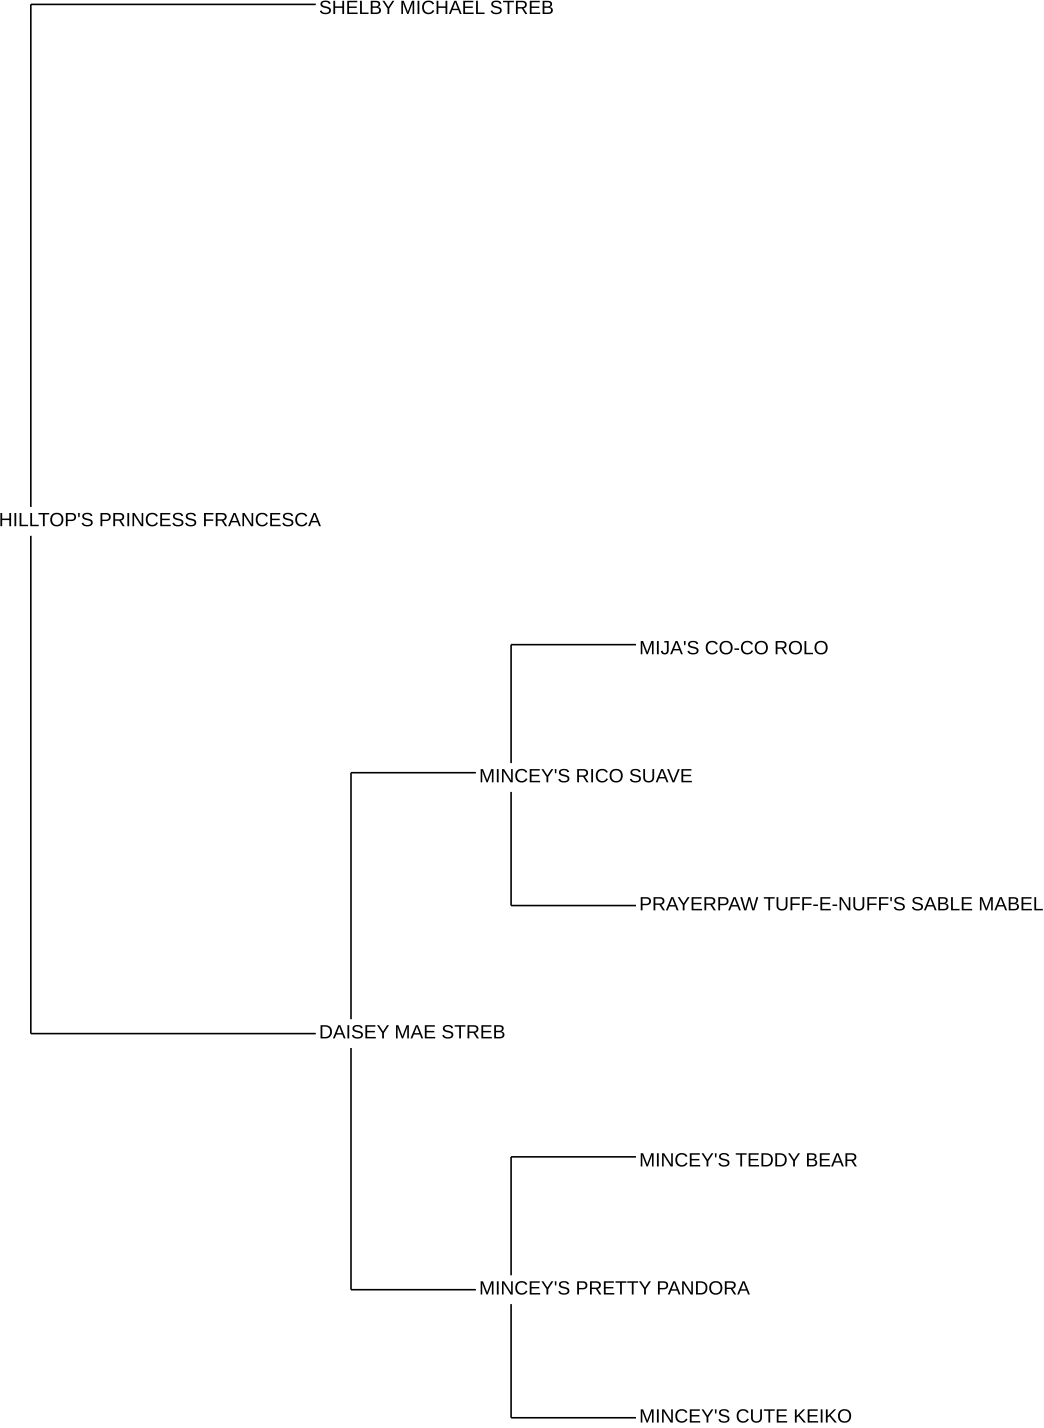 SHELBY MICHAEL STREB
HILLTOP'S PRINCESS FRANCESCA
MIJA'S CO-CO ROLO
MINCEY'S RICO SUAVE
PRAYERPAW TUFF-E-NUFF'S SABLE MABEL
DAISEY MAE STREB
MINCEY'S TEDDY BEAR
MINCEY'S PRETTY PANDORA
MINCEY'S CUTE KEIKO